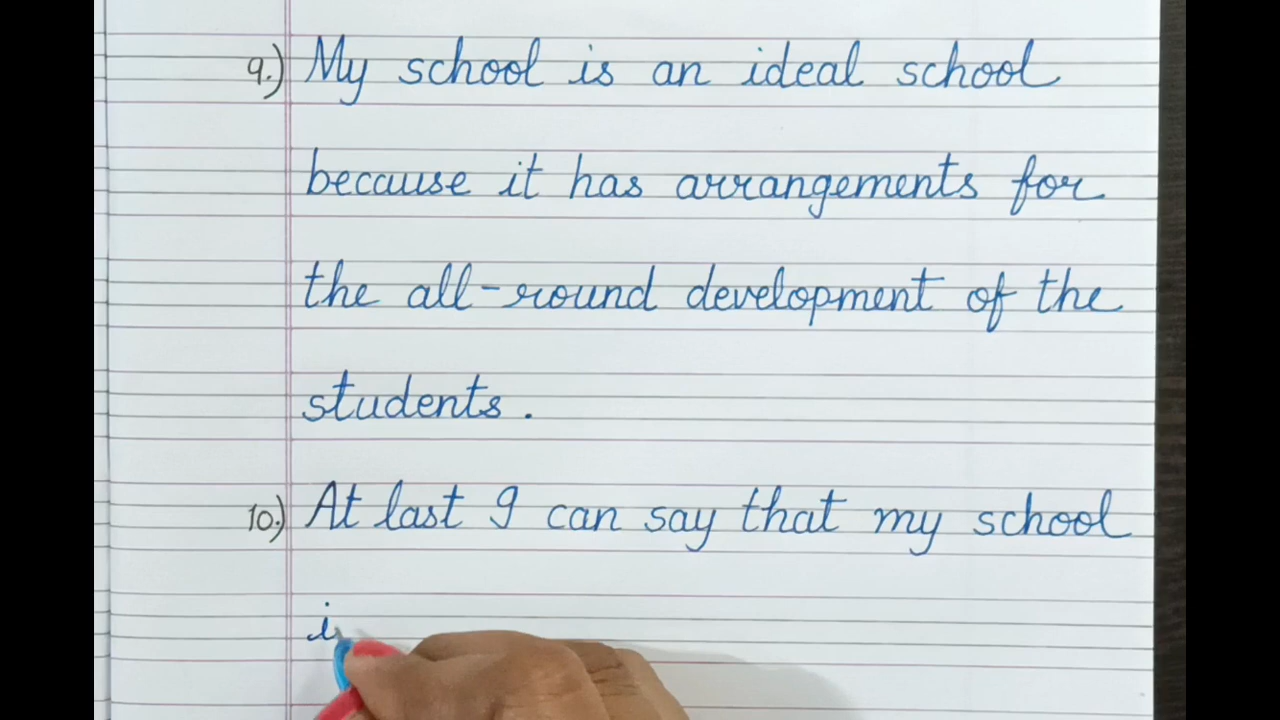 9.) My school is an ideal school
because it has arrangements for
the all-round development of the
students.
10.) At last I can say that my school
i